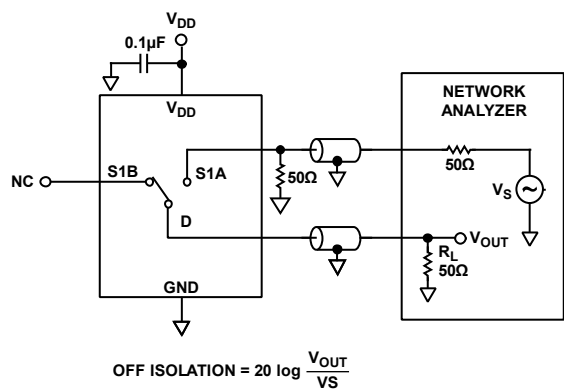 V_DD
0.1µF
V_DD
NETWORK
ANALYZER
NC
S1B
S1A
50Ω
50Ω
V_S
D
V_OUT
R_L
50Ω
GND
OFF ISOLATION = 20 log V_OUT
VS